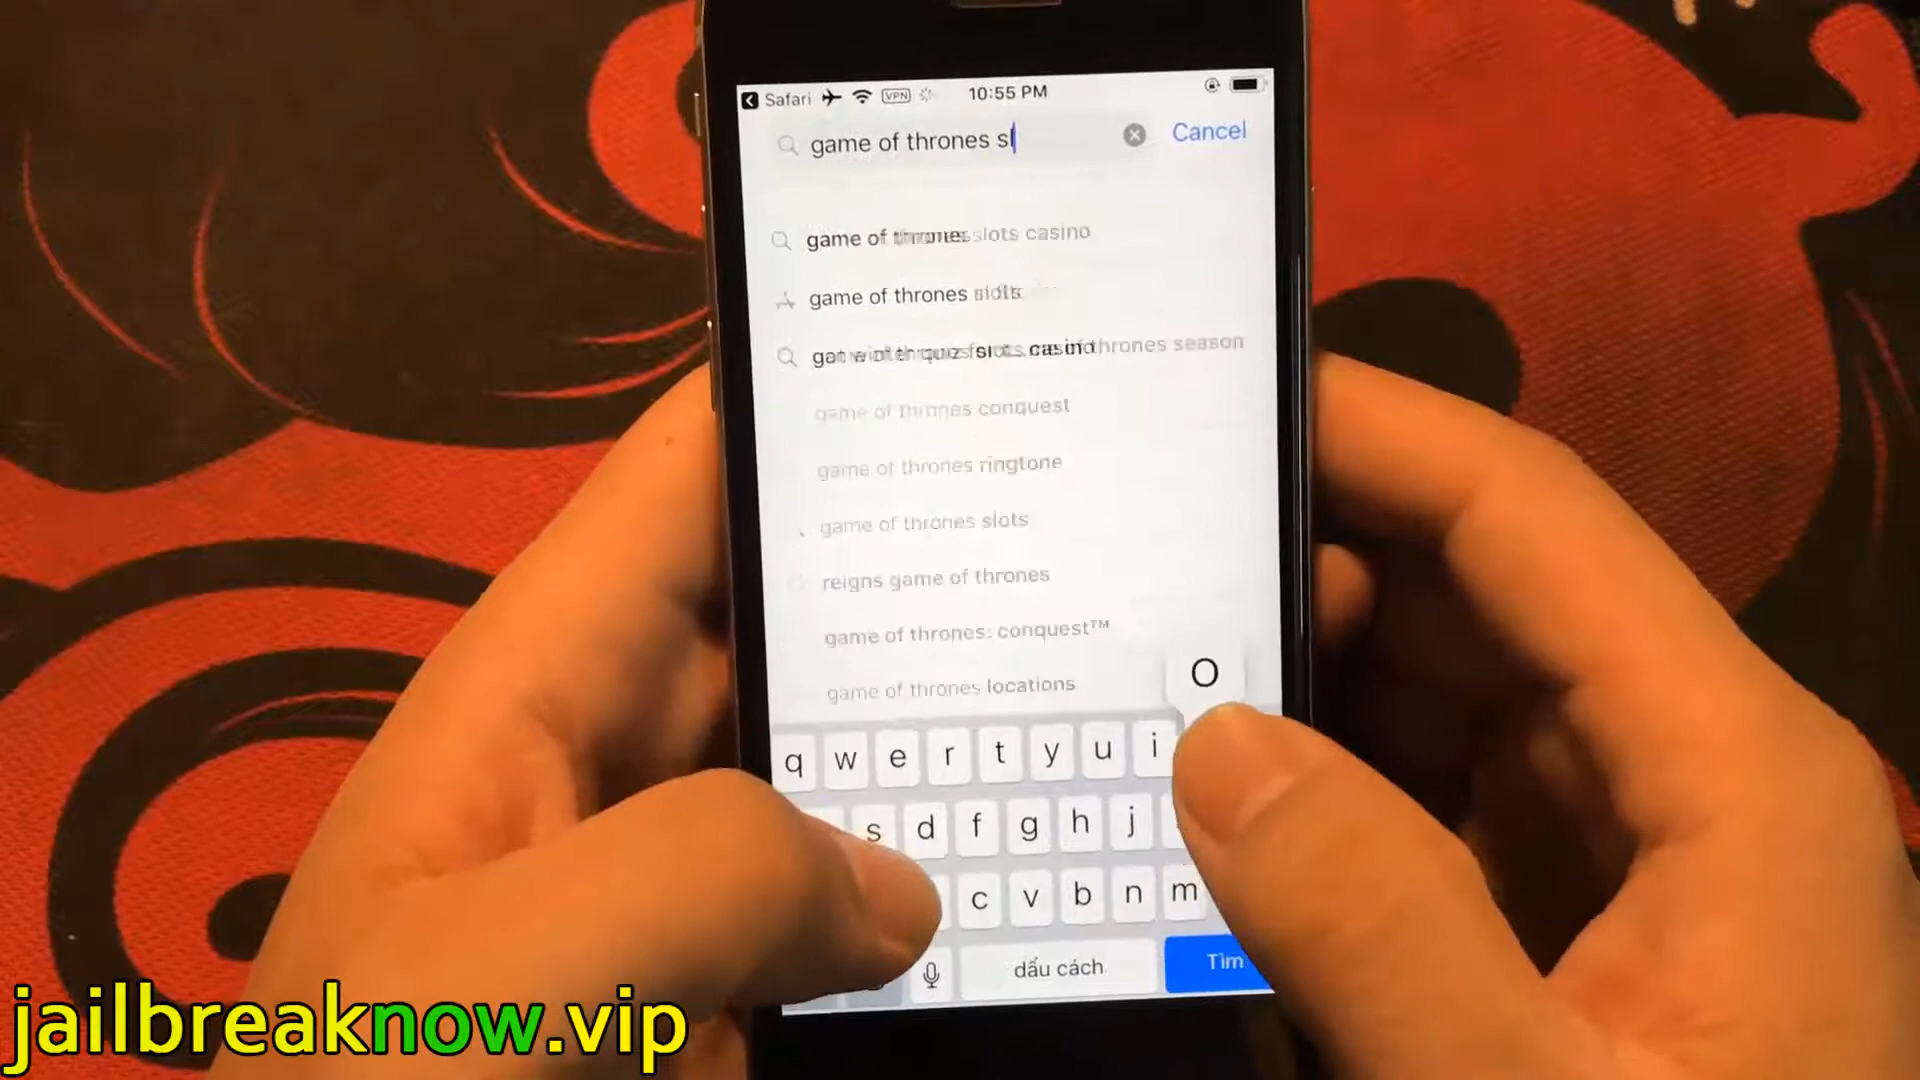 Safari VPN 10:55 PM
game of thrones sl Cancel
game of thrones slots casino
game of thrones slots
casino thrones season
game of thrones conquest
game of thrones ringtone
game of thrones slots
reigns game of thrones
game of thrones: conquest™
game of thrones locations
O
q w e r t y u i
s d f g h j
c v b n m
dấu cách Tìm
jailbreaknow.vip